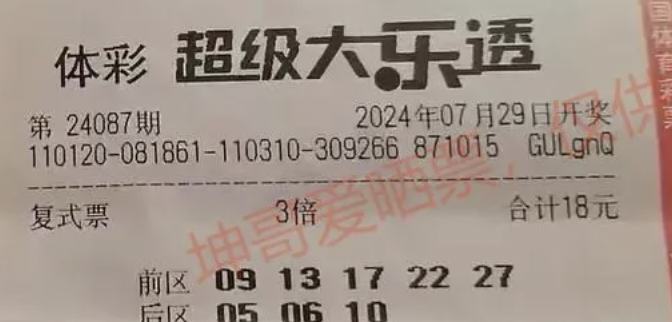 体彩 超级大乐透
第 24087期 2024年07月29日开奖
110120-081861-110310-309266 871015 GULgnQ
复式票 3倍 合计18元
前区 09 13 17 22 27
后区 05 06 10
坤哥爱晒票，仅供
国体育彩票